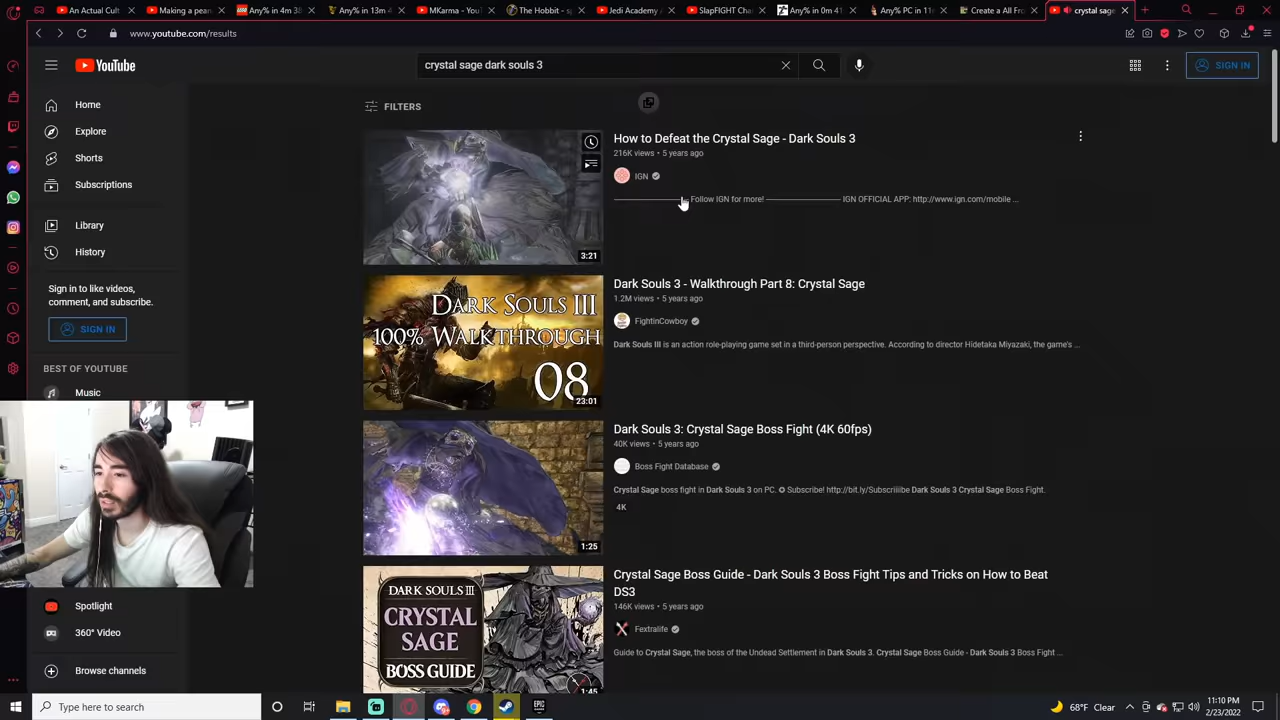 An Actual Cult
Making a pean
Any% in 4m 38
Any% in 13m 4
MKarma - You
The Hobbit - sp
Jedi Academy
SlapFIGHT Cha
Any% in 0m 41
Any% PC in 11
Create a All Fro
crystal sage
www.youtube.com/results
YouTube
crystal sage dark souls 3
SIGN IN
Home
Explore
Shorts
Subscriptions
Library
History
Sign in to like videos,
comment, and subscribe.
SIGN IN
BEST OF YOUTUBE
Music
Spotlight
360° Video
Browse channels
FILTERS
3:21
How to Defeat the Crystal Sage - Dark Souls 3
216K views • 5 years ago
IGN
Follow IGN for more! ———————— IGN OFFICIAL APP: http://www.ign.com/mobile ...
DARK SOULS III
100% WALKTHROUGH
08
23:01
Dark Souls 3 - Walkthrough Part 8: Crystal Sage
1.2M views • 5 years ago
FightinCowboy
Dark Souls III is an action role-playing game set in a third-person perspective. According to director Hidetaka Miyazaki, the game's ...
1:25
Dark Souls 3: Crystal Sage Boss Fight (4K 60fps)
40K views • 5 years ago
Boss Fight Database
Crystal Sage boss fight in Dark Souls 3 on PC. ✪ Subscribe! http://bit.ly/Subscriiiibe Dark Souls 3 Crystal Sage Boss Fight.
4K
DARK SOULS III
CRYSTAL
SAGE
BOSS GUIDE
1:45
Crystal Sage Boss Guide - Dark Souls 3 Boss Fight Tips and Tricks on How to Beat
DS3
146K views • 5 years ago
Fextralife
Guide to Crystal Sage, the boss of the Undead Settlement in Dark Souls 3. Crystal Sage Boss Guide - Dark Souls 3 Boss Fight ...
Type here to search
EPIC
68°F Clear
11:10 PM
2/23/2022